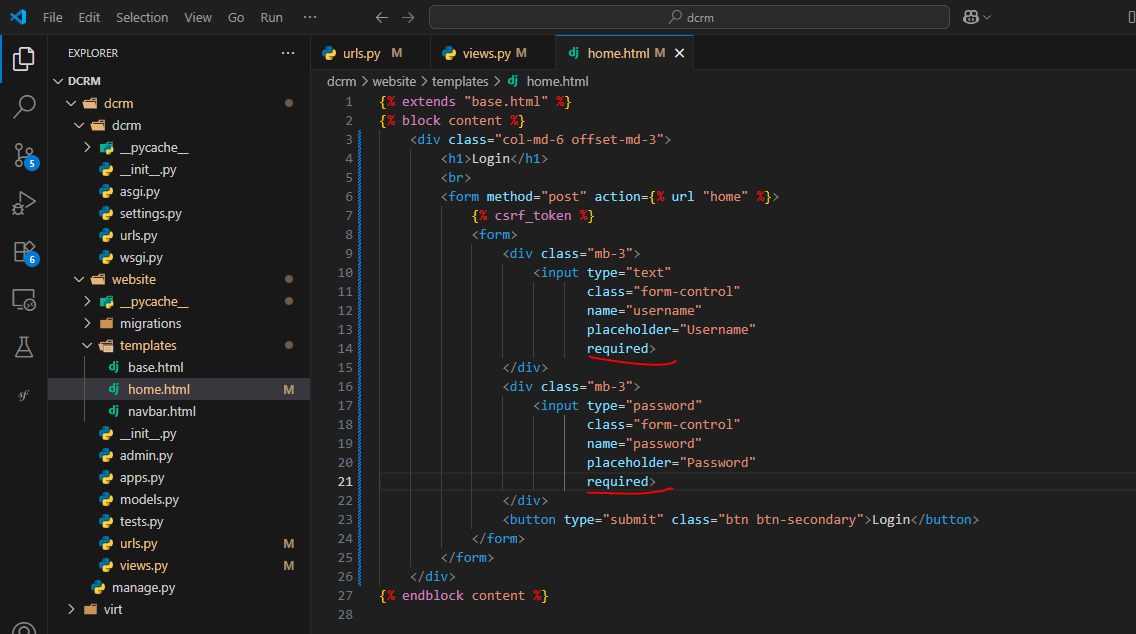 File Edit Selection View Go Run ···
dcrm
EXPLORER ···
DCRM
dcrm
dcrm
__pycache__
__init__.py
asgi.py
settings.py
urls.py
wsgi.py
website
__pycache__
migrations
templates
dj base.html
dj home.html M
dj navbar.html
__init__.py
admin.py
apps.py
models.py
tests.py
urls.py M
views.py M
manage.py
virt
5
6
urls.py M views.py M dj home.html M
dcrm > website > templates > dj home.html
1 {% extends "base.html" %}
2 {% block content %}
3 <div class="col-md-6 offset-md-3">
4 <h1>Login</h1>
5 <br>
6 <form method="post" action={% url "home" %}>
7 {% csrf_token %}
8 <form>
9 <div class="mb-3">
10 <input type="text"
11 class="form-control"
12 name="username"
13 placeholder="Username"
14 required>
15 </div>
16 <div class="mb-3">
17 <input type="password"
18 class="form-control"
19 name="password"
20 placeholder="Password"
21 required>
22 </div>
23 <button type="submit" class="btn btn-secondary">Login</button>
24 </form>
25 </form>
26 </div>
27 {% endblock content %}
28